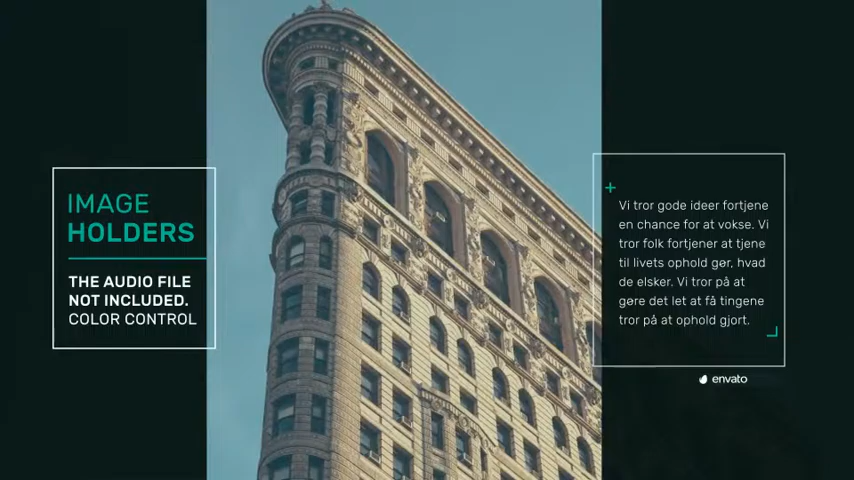 IMAGE
HOLDERS
THE AUDIO FILE
NOT INCLUDED.
COLOR CONTROL
Vi tror gode ideer fortjene
en chance for at vokse. Vi
tror folk fortjener at tjene
til livets ophold gør, hvad
de elsker. Vi tror på at
gøre det let at få tingene
tror på at ophold gjort.
envato